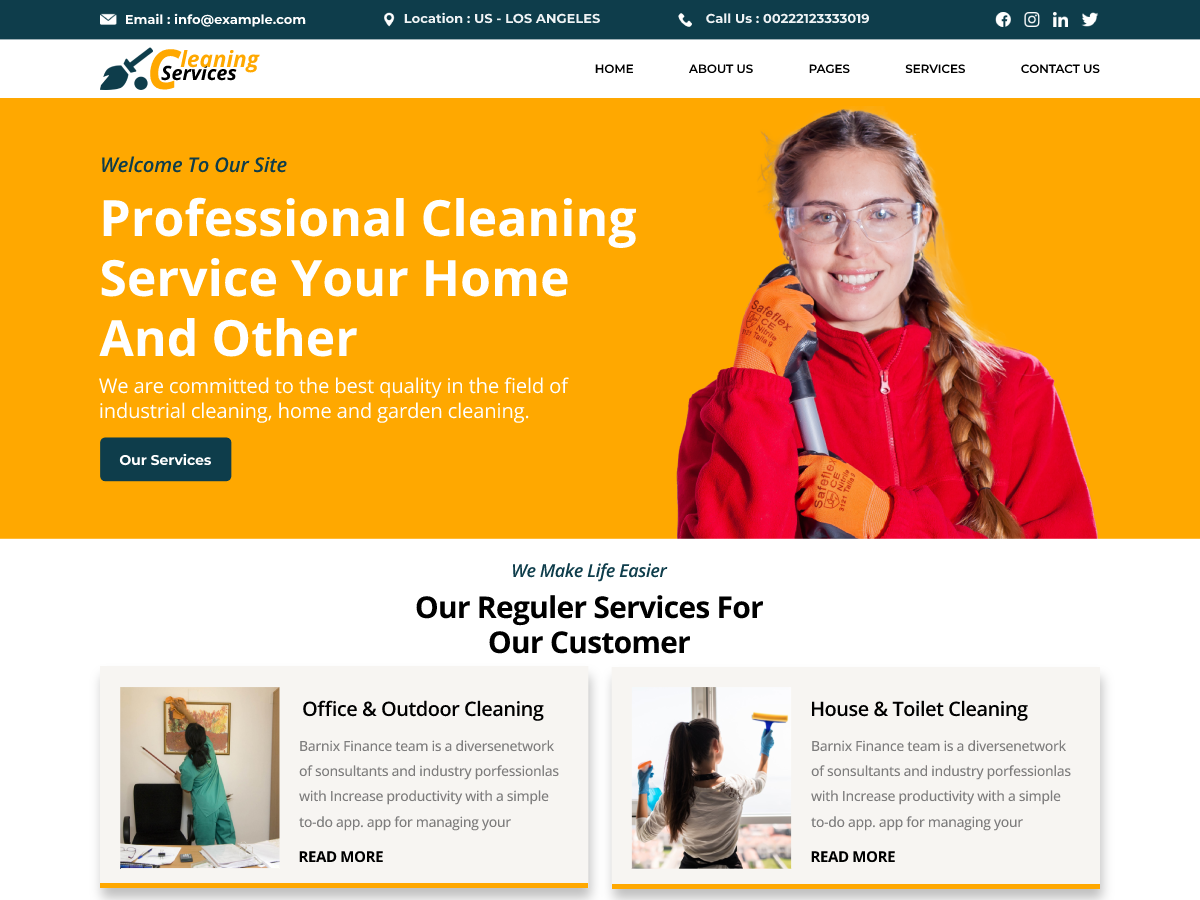 Email : info@example.com
Location : US - LOS ANGELES
Call Us : 00222123333019
Cleaning
Services
HOME
ABOUT US
PAGES
SERVICES
CONTACT US
Welcome To Our Site
Professional Cleaning
Service Your Home
And Other
We are committed to the best quality in the field of
industrial cleaning, home and garden cleaning.
Our Services
Safeflex
CE
Nitrile
3121 Talla 9
Safeflex
CE
Nitrile
3121 Talla
We Make Life Easier
Our Reguler Services For
Our Customer
Office & Outdoor Cleaning
Barnix Finance team is a diversenetwork
of sonsultants and industry porfessionlas
with Increase productivity with a simple
to-do app. app for managing your
READ MORE
House & Toilet Cleaning
Barnix Finance team is a diversenetwork
of sonsultants and industry porfessionlas
with Increase productivity with a simple
to-do app. app for managing your
READ MORE